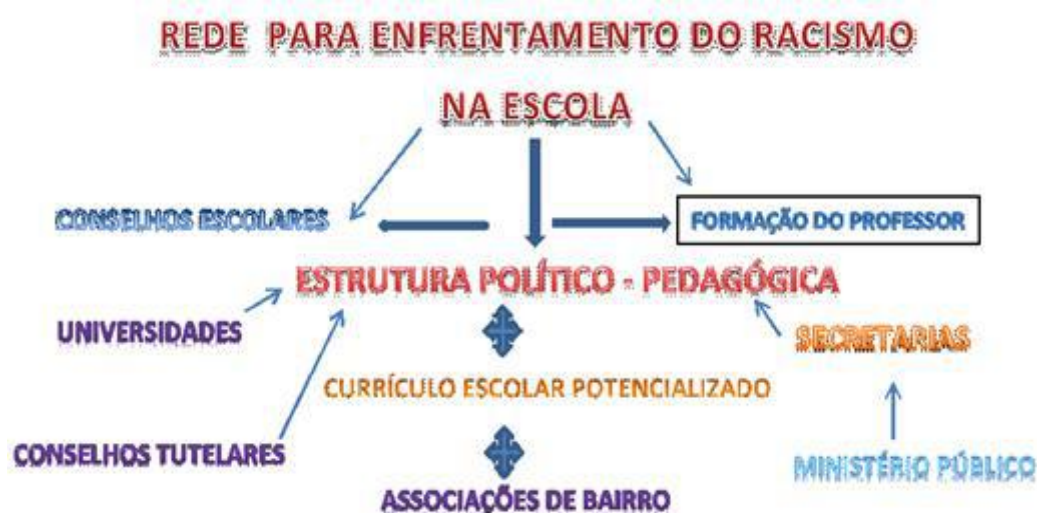 REDE PARA ENFRENTAMENTO DO RACISMO
NA ESCOLA
CONSELHOS ESCOLARES
FORMAÇÃO DO PROFESSOR
ESTRUTURA POLÍTICO - PEDAGÓGICA
UNIVERSIDADES
SECRETARIAS
CURRÍCULO ESCOLAR POTENCIALIZADO
CONSELHOS TUTELARES
MINISTÉRIO PÚBLICO
ASSOCIAÇÕES DE BAIRRO